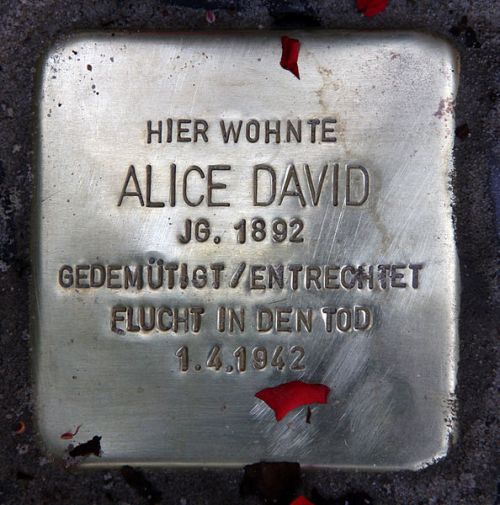 HIER WOHNTE
ALICE DAVID
JG. 1892
GEDEMÜTIGT/ENTRECHTET
FLUCHT IN DEN TOD
1.4.1942